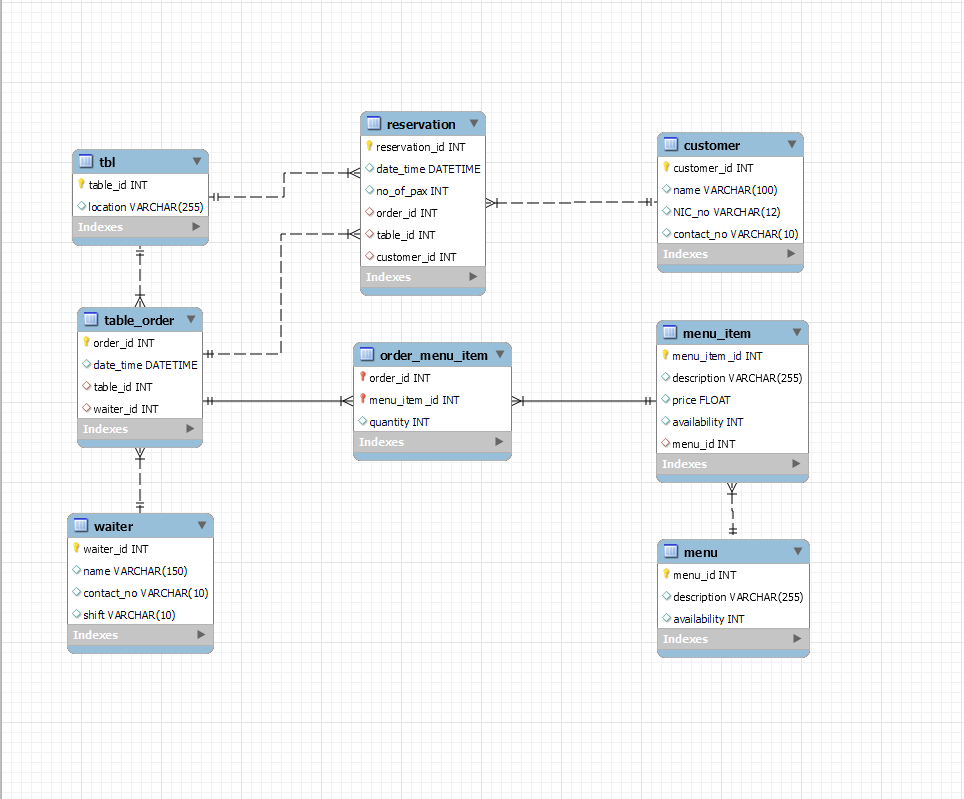 reservation
reservation_id INT
date_time DATETIME
no_of_pax INT
order_id INT
table_id INT
customer_id INT
Indexes
customer
customer_id INT
name VARCHAR(100)
NIC_no VARCHAR(12)
contact_no VARCHAR(10)
Indexes
tbl
table_id INT
location VARCHAR(255)
Indexes
table_order
order_id INT
date_time DATETIME
table_id INT
waiter_id INT
Indexes
order_menu_item
order_id INT
menu_item_id INT
quantity INT
Indexes
menu_item
menu_item_id INT
description VARCHAR(255)
price FLOAT
availability INT
menu_id INT
Indexes
waiter
waiter_id INT
name VARCHAR(150)
contact_no VARCHAR(10)
shift VARCHAR(10)
Indexes
menu
menu_id INT
description VARCHAR(255)
availability INT
Indexes